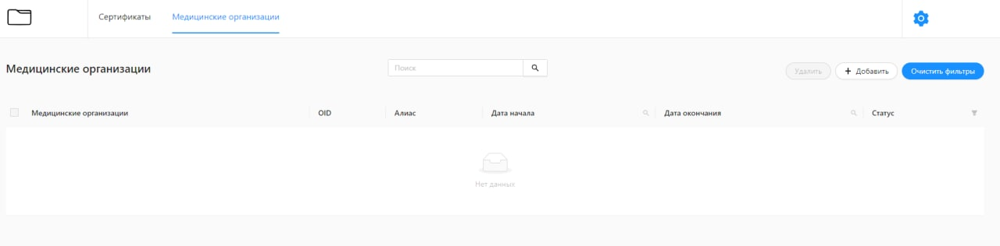 Сертификаты Медицинские организации
Медицинские организации Поиск Удалить + Добавить Очистить фильтры
Медицинские организации OID Алиас Дата начала Дата окончания Статус
Нет данных